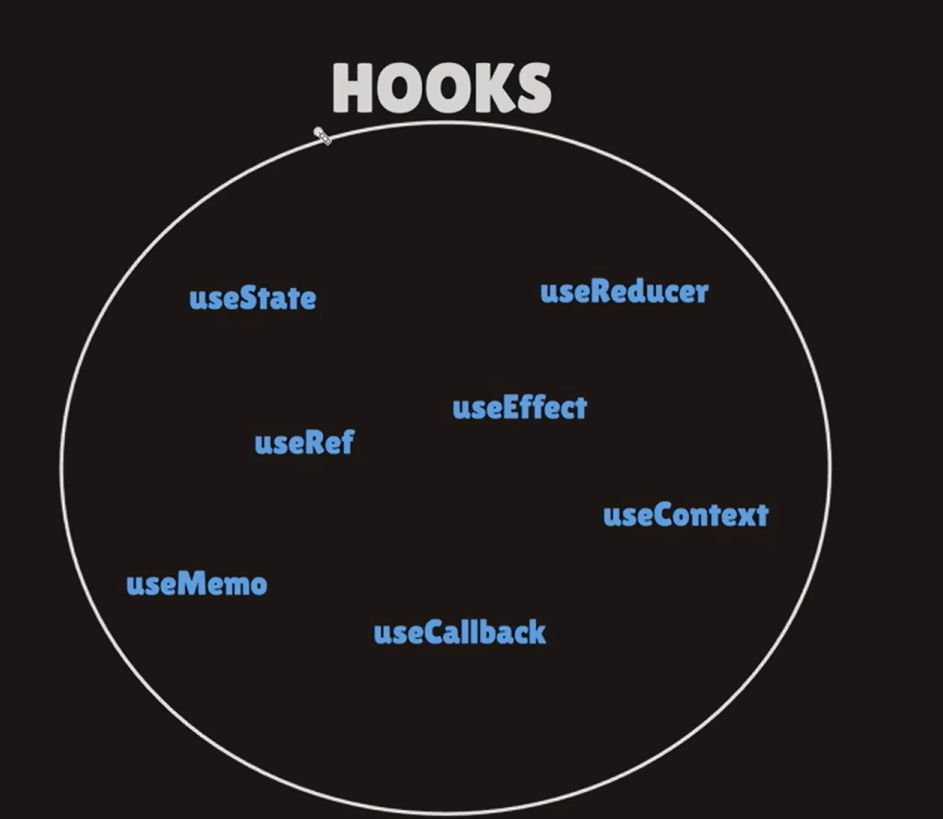 HOOKS
useState
useReducer
useEffect
useRef
useContext
useMemo
useCallback